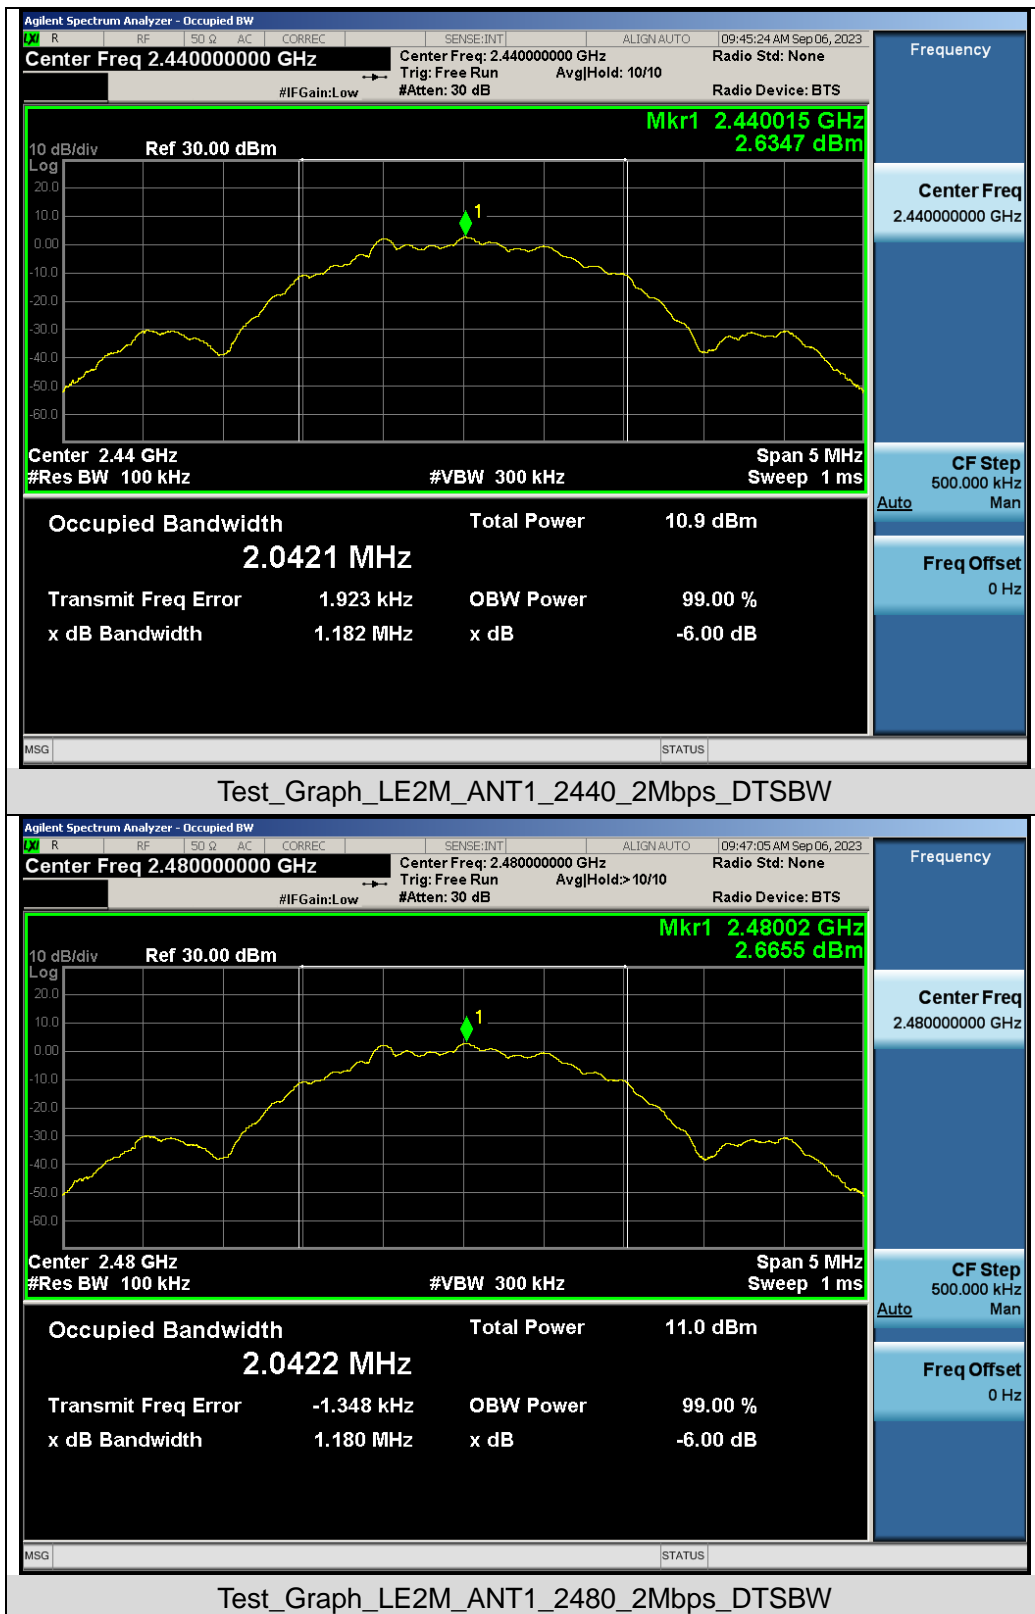 Agilent Spectrum Analyzer - Occupied BW
LXI R RF 50 Ω AC CORREC SENSE:INT ALIGN AUTO 09:45:24 AM Sep 06, 2023
Center Freq 2.440000000 GHz
Center Freq: 2.440000000 GHz
Radio Std: None
Trig: Free Run Avg|Hold: 10/10
#IFGain:Low
#Atten: 30 dB
Radio Device: BTS
Frequency
Mkr1 2.440015 GHz
2.6347 dBm
10 dB/div Ref 30.00 dBm
Log
20.0
10.0
0.00
-10.0
-20.0
-30.0
-40.0
-50.0
-60.0
1
Center 2.44 GHz Span 5 MHz
#Res BW 100 kHz #VBW 300 kHz Sweep 1 ms
Center Freq
2.440000000 GHz
CF Step
500.000 kHz
Auto Man
Freq Offset
0 Hz
Occupied Bandwidth Total Power 10.9 dBm
2.0421 MHz
Transmit Freq Error 1.923 kHz OBW Power 99.00 %
x dB Bandwidth 1.182 MHz x dB -6.00 dB
MSG STATUS
Test_Graph_LE2M_ANT1_2440_2Mbps_DTSBW
Agilent Spectrum Analyzer - Occupied BW
LXI R RF 50 Ω AC CORREC SENSE:INT ALIGN AUTO 09:47:05 AM Sep 06, 2023
Center Freq 2.480000000 GHz
Center Freq: 2.480000000 GHz
Radio Std: None
Trig: Free Run Avg|Hold:>10/10
#IFGain:Low
#Atten: 30 dB
Radio Device: BTS
Frequency
Mkr1 2.48002 GHz
2.6655 dBm
10 dB/div Ref 30.00 dBm
Log
20.0
10.0
0.00
-10.0
-20.0
-30.0
-40.0
-50.0
-60.0
1
Center 2.48 GHz Span 5 MHz
#Res BW 100 kHz #VBW 300 kHz Sweep 1 ms
Center Freq
2.480000000 GHz
CF Step
500.000 kHz
Auto Man
Freq Offset
0 Hz
Occupied Bandwidth Total Power 11.0 dBm
2.0422 MHz
Transmit Freq Error -1.348 kHz OBW Power 99.00 %
x dB Bandwidth 1.180 MHz x dB -6.00 dB
MSG STATUS
Test_Graph_LE2M_ANT1_2480_2Mbps_DTSBW